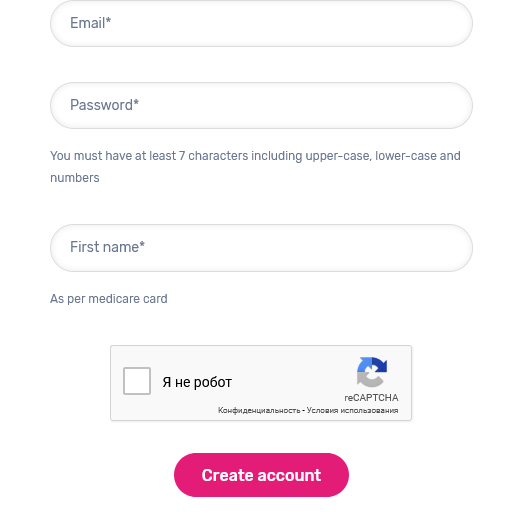 Email*
Password*
You must have at least 7 characters including upper-case, lower-case and
numbers
First name*
As per medicare card
Я не робот
reCAPTCHA
Конфиденциальность - Условия использования
Create account